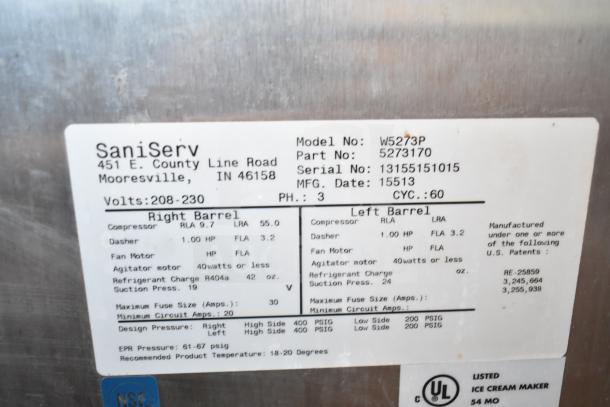 SaniServ
451 E. County Line Road
Mooresville, IN 46158
Model No: W5273P
Part No: 5273170
Serial No: 13155151015
MFG. Date: 15513
Volts:208-230 PH.: 3 CYC.:60
Right Barrel
Compressor RLA 9.7 LRA 55.0
Dasher 1.00 HP FLA 3.2
Fan Motor HP FLA
Agitator motor 40watts or less
Refrigerant Charge R404a 42 oz.
Suction Press. 19 V
Maximum Fuse Size (Amps.): 30
Minimum Circuit Amps.: 20
Left Barrel
Compressor RLA LRA
Dasher 1.00 HP FLA 3.2
Fan Motor HP FLA
Agitator motor 40watts or less
Refrigerant Charge oz.
Suction Press. 24
Maximum Fuse Size (Amps.):
Minimum Circuit Amps.:
Manufactured
under one or more
of the following
U.S. Patents :
RE-25859
3,245,664
3,255,938
Design Pressure: Right High Side 400 PSIG Low Side 200 PSIG
Left High Side 400 PSIG Low Side 200 PSIG
EPR Pressure: 61-67 psig
Recommended Product Temperature: 18-20 Degrees
NSF
C UL
LISTED
ICE CREAM MAKER
54 MO